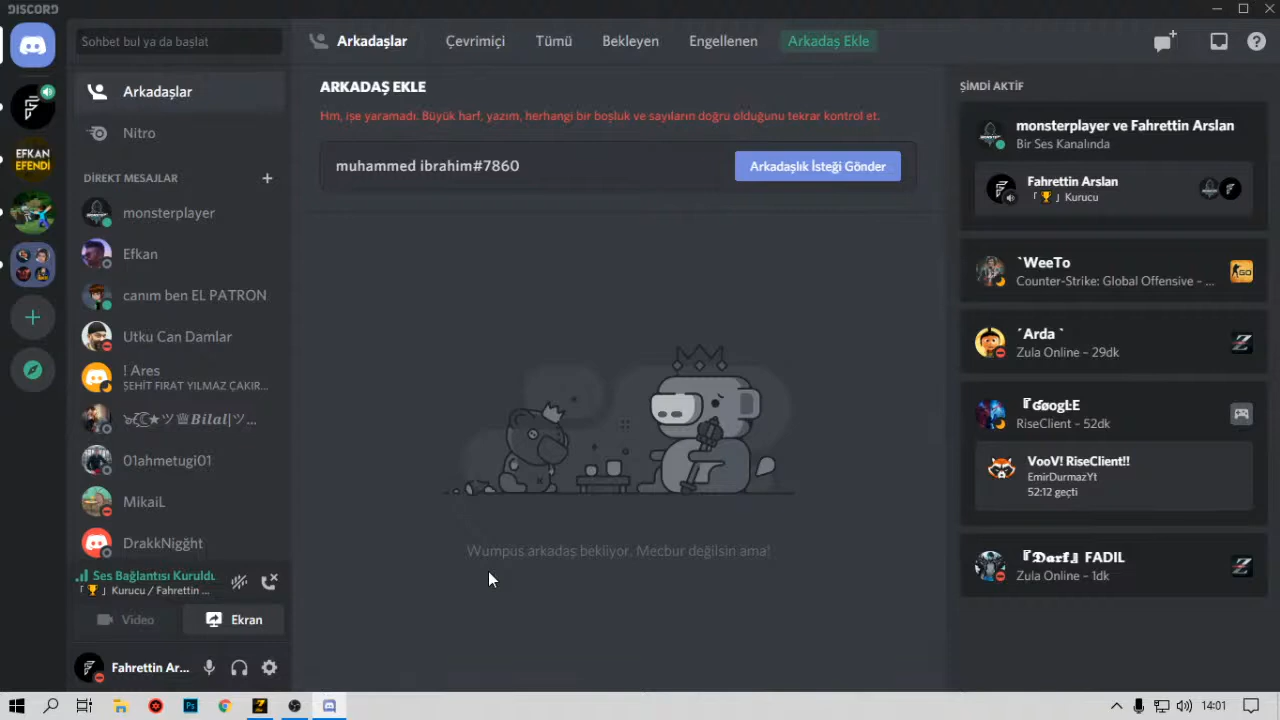 DISCORD
Sohbet bul ya da başlat
Arkadaşlar
Nitro
DİREKT MESAJLAR
monsterplayer
Efkan
canım ben EL PATRON
Utku Can Damlar
! Ares
ŞEHİT FIRAT YILMAZ ÇAKIR...
01ahmetugi01
MikaiL
DrakkNigğht
Ses Bağlantısı Kuruldu
「🏆」Kurucu / Fahrettin ...
Video
Ekran
Fahrettin Ar...
EFKAN
EFENDİ
Arkadaşlar
Çevrimiçi
Tümü
Bekleyen
Engellenen
Arkadaş Ekle
ARKADAŞ EKLE
Hm, işe yaramadı. Büyük harf, yazım, herhangi bir boşluk ve sayıların doğru olduğunu tekrar kontrol et.
muhammed ibrahim#7860
Arkadaşlık İsteği Gönder
Wumpus arkadaş bekliyor. Mecbur değilsin ama!
ŞİMDİ AKTİF
monsterplayer ve Fahrettin Arslan
Bir Ses Kanalında
Fahrettin Arslan
「🏆」Kurucu
`WeeTo
Counter-Strike: Global Offensive – ...
´Arda `
Zula Online – 29dk
RiseClient – 52dk
VooV! RiseClient!!
EmirDurmazYt
52:12 geçti
『𝕯𝖆𝖗𝖋』FADIL
Zula Online – 1dk
14:01